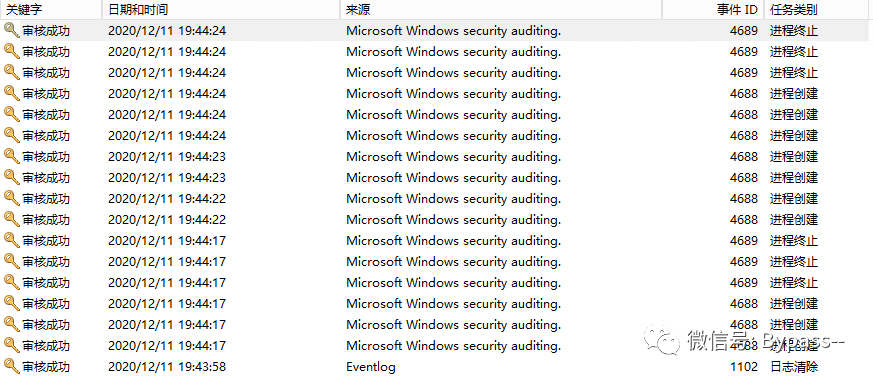 关键字 日期和时间 来源 事件 ID 任务类别
审核成功 2020/12/11 19:44:24 Microsoft Windows security auditing. 4689 进程终止
审核成功 2020/12/11 19:44:24 Microsoft Windows security auditing. 4689 进程终止
审核成功 2020/12/11 19:44:24 Microsoft Windows security auditing. 4689 进程终止
审核成功 2020/12/11 19:44:24 Microsoft Windows security auditing. 4688 进程创建
审核成功 2020/12/11 19:44:24 Microsoft Windows security auditing. 4688 进程创建
审核成功 2020/12/11 19:44:24 Microsoft Windows security auditing. 4688 进程创建
审核成功 2020/12/11 19:44:23 Microsoft Windows security auditing. 4688 进程创建
审核成功 2020/12/11 19:44:23 Microsoft Windows security auditing. 4688 进程创建
审核成功 2020/12/11 19:44:22 Microsoft Windows security auditing. 4688 进程创建
审核成功 2020/12/11 19:44:22 Microsoft Windows security auditing. 4688 进程创建
审核成功 2020/12/11 19:44:17 Microsoft Windows security auditing. 4689 进程终止
审核成功 2020/12/11 19:44:17 Microsoft Windows security auditing. 4689 进程终止
审核成功 2020/12/11 19:44:17 Microsoft Windows security auditing. 4689 进程终止
审核成功 2020/12/11 19:44:17 Microsoft Windows security auditing. 4688 进程创建
审核成功 2020/12/11 19:44:17 Microsoft Windows security auditing. 4688 进程创建
审核成功 2020/12/11 19:44:17 Microsoft Windows security auditing. 4688 进程创建
微信号: Bypass--
审核成功 2020/12/11 19:43:58 Eventlog 1102 日志清除